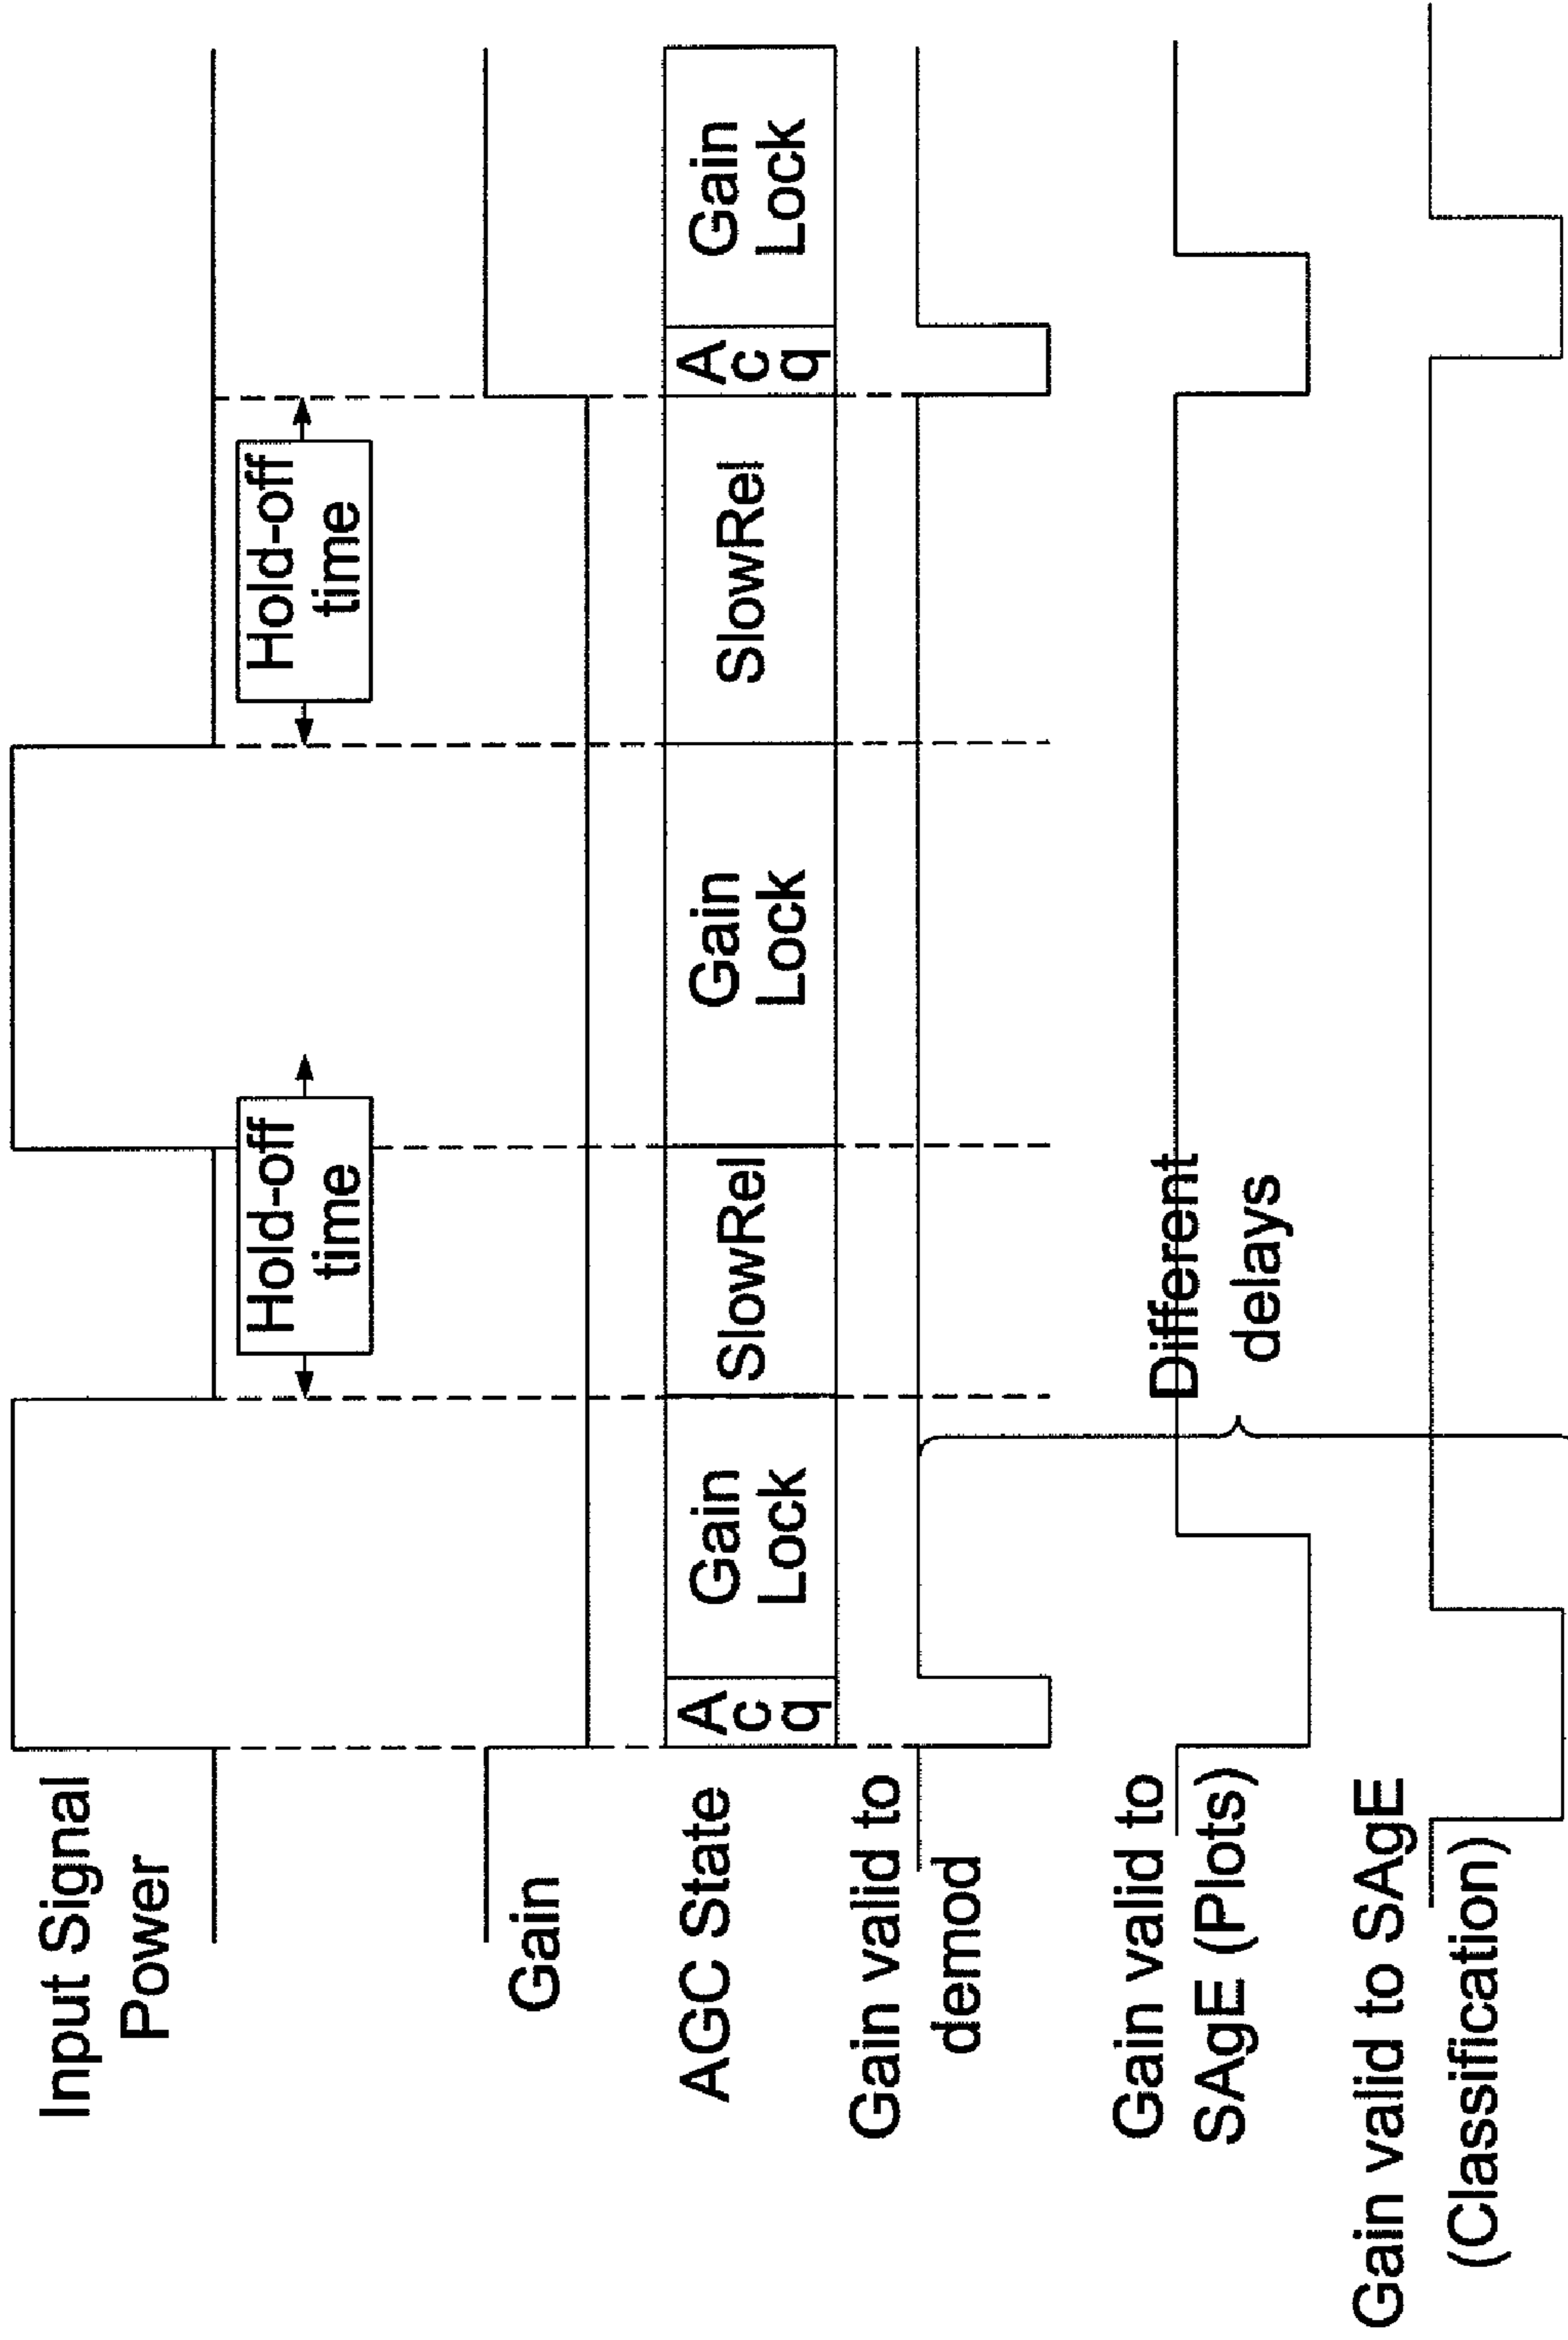 Input Signal
Power
Hold-off
time
Hold-off
time
Gain
AGC State
A
c
q
Gain
Lock
SlowRel
Gain
Lock
SlowRel
A
c
q
Gain
Lock
Gain valid to
demod
Gain valid to
SAgE (Plots)
Different
delays
Gain valid to SAgE
(Classification)